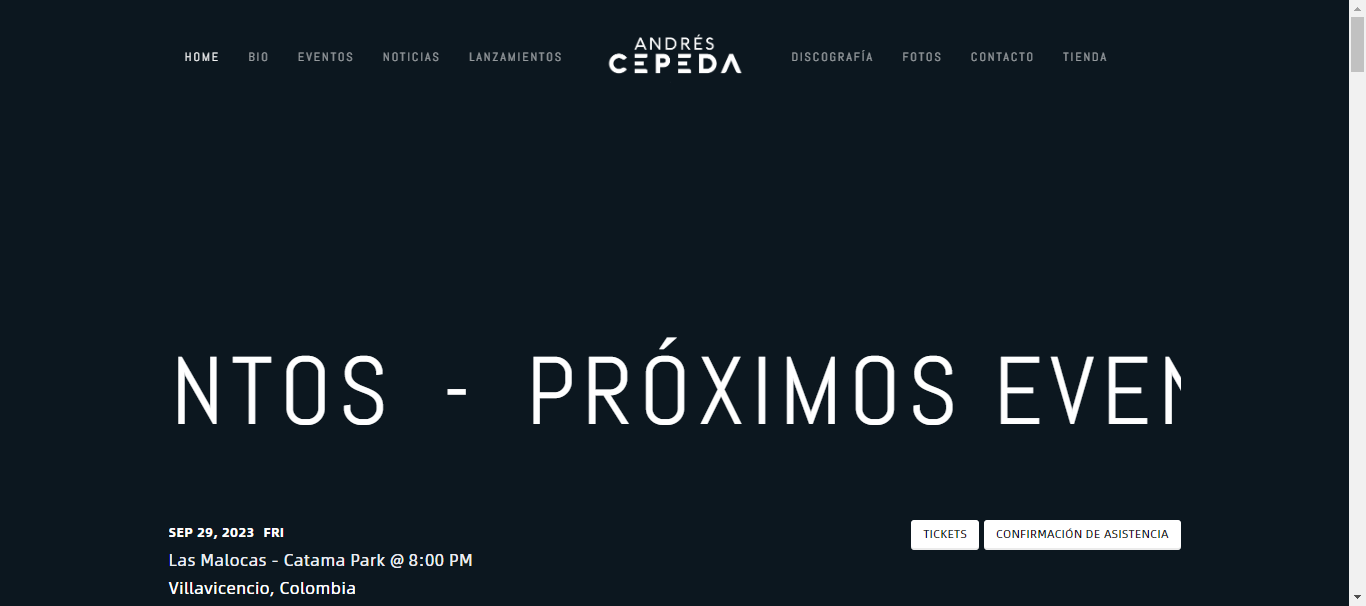 HOME BIO EVENTOS NOTICIAS LANZAMIENTOS
ANDRÉS
CEPEDA
DISCOGRAFÍA FOTOS CONTACTO TIENDA
NTOS - PRÓXIMOS EVEN
SEP 29, 2023 FRI
TICKETS CONFIRMACIÓN DE ASISTENCIA
Las Malocas - Catama Park @ 8:00 PM
Villavicencio, Colombia